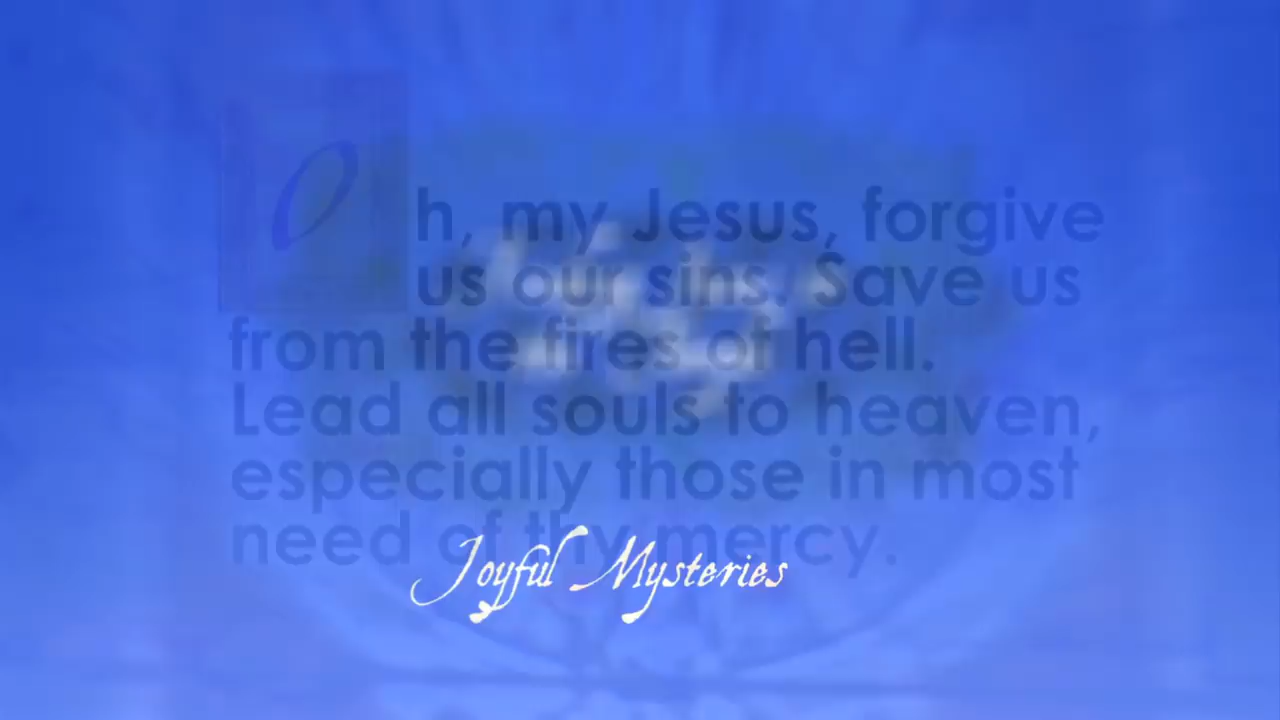 Oh, my Jesus, forgive
us our sins. Save us
from the fires of hell.
Lead all souls to heaven,
especially those in most
need of thy mercy.
Joyful Mysteries